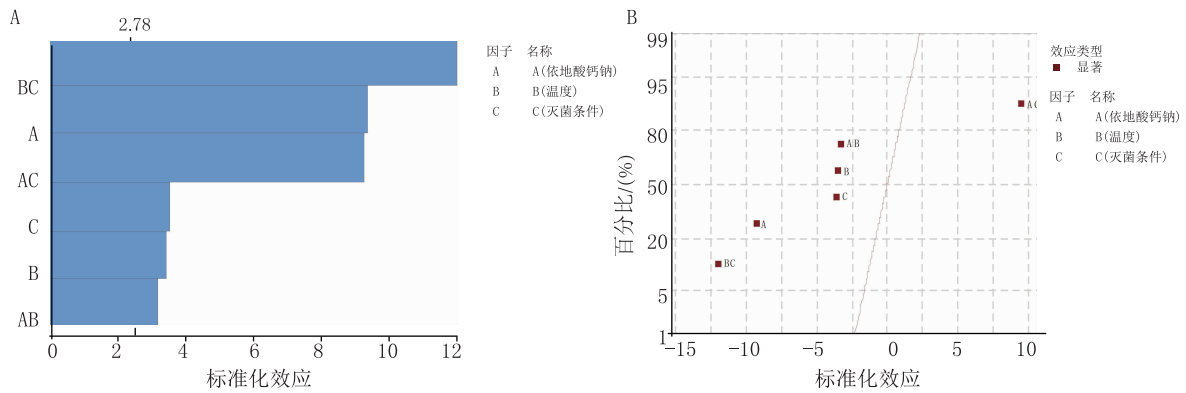 A
2.78
BC
A
AC
C
B
AB
0 2 4 6 8 10 12
标准化效应
因子 名称
A A(依地酸钙钠)
B B(温度)
C C(灭菌条件)
B
99
95
80
50
20
5
1
百分比/(%)
AC
AB
B
C
A
BC
-15 -10 -5 0 5 10
标准化效应
效应类型
显著
因子 名称
A A(依地酸钙钠)
B B(温度)
C C(灭菌条件)